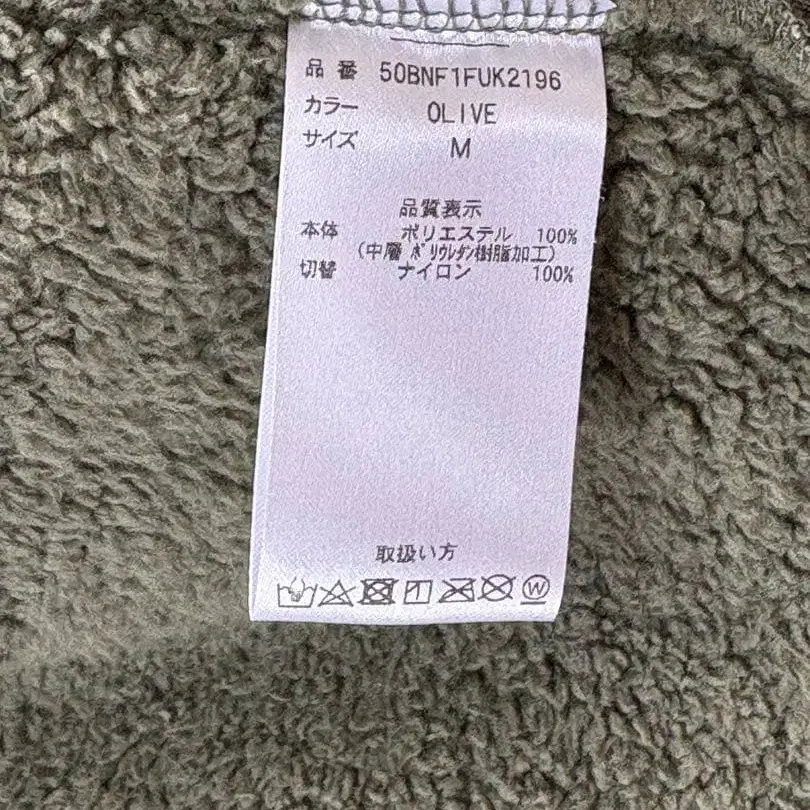 品番 50BNF1FUK2196
カラー OLIVE
サイズ M
品質表示
本体 ポリエステル 100%
(中層 ポリウレタン樹脂加工)
切替 ナイロン 100%
取扱い方
W